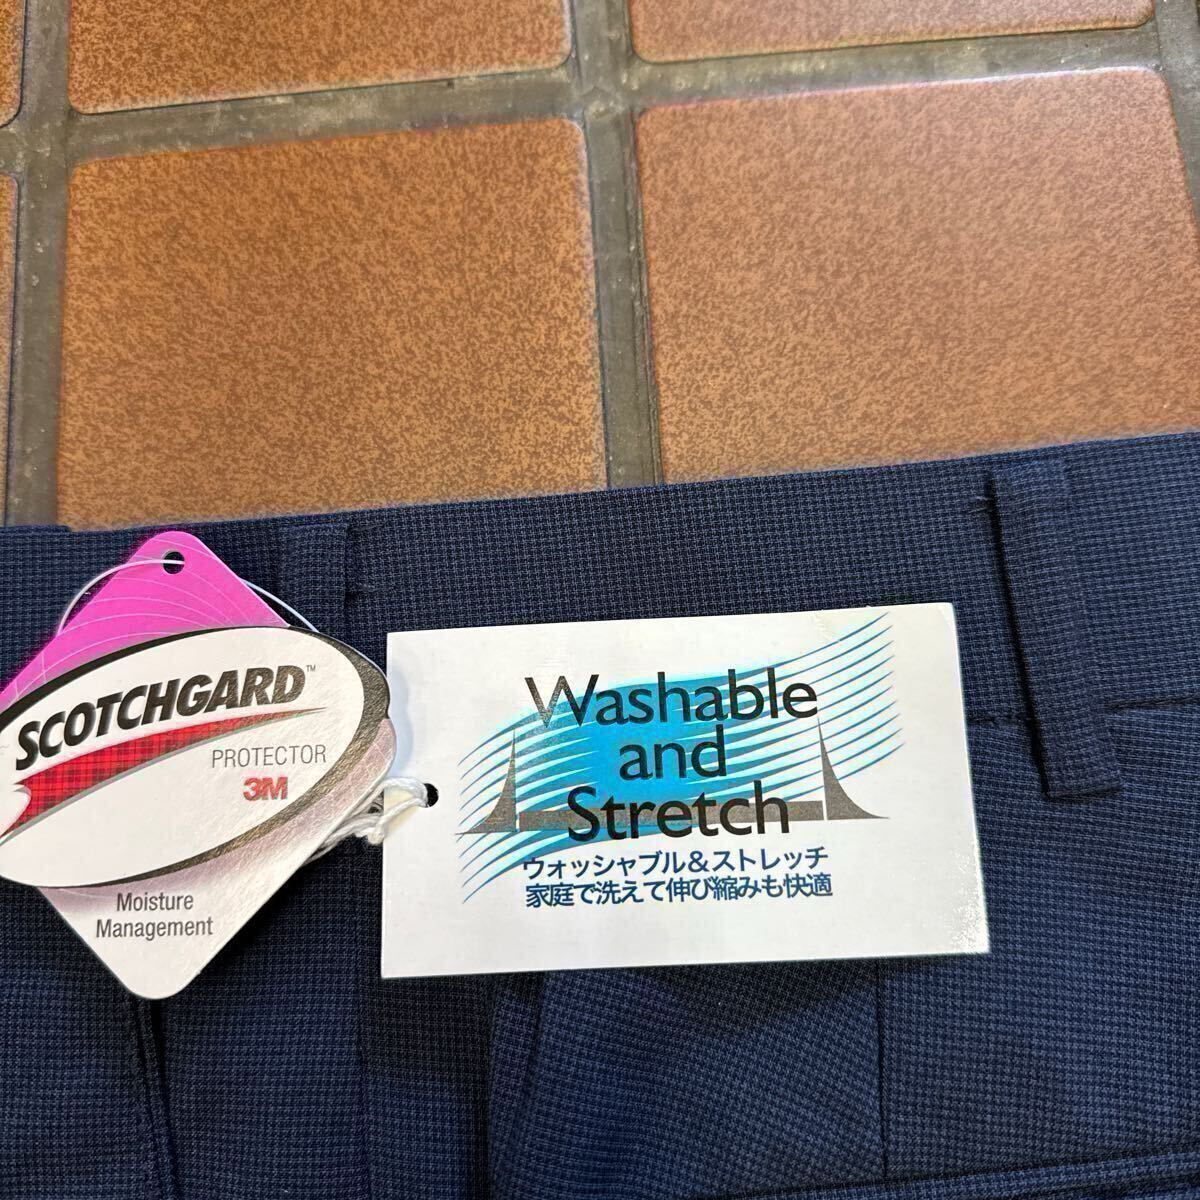 SCOTCHGARD™
PROTECTOR
3M
Moisture
Management
Washable
and
Stretch
ウォッシャブル＆ストレッチ
家庭で洗えて伸び縮みも快適